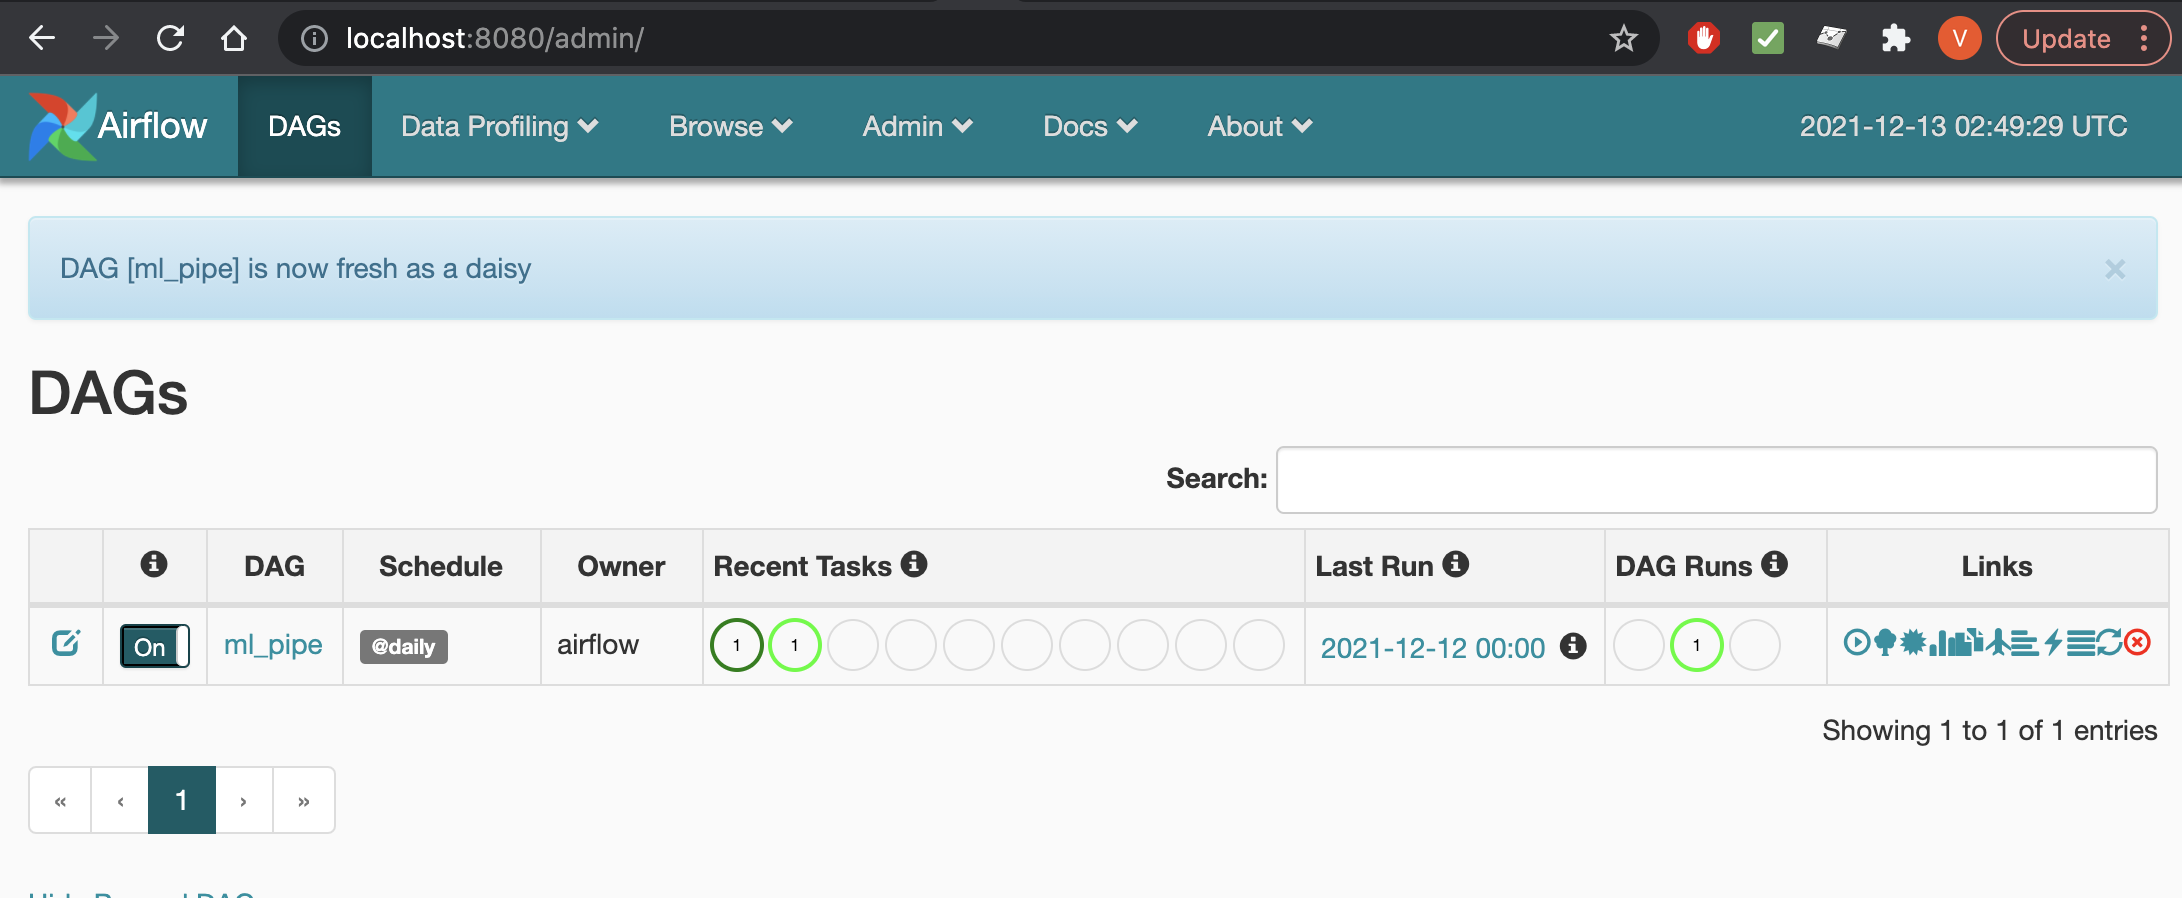 localhost:8080/admin/
V
Update
Airflow
DAGs
Data Profiling
Browse
Admin
Docs
About
2021-12-13 02:49:29 UTC
DAG [ml_pipe] is now fresh as a daisy
×
DAGs
Search:
DAG
Schedule
Owner
Recent Tasks
Last Run
DAG Runs
Links
On
ml_pipe
@daily
airflow
1
1
2021-12-12 00:00
1
Showing 1 to 1 of 1 entries
« ‹ 1 › »